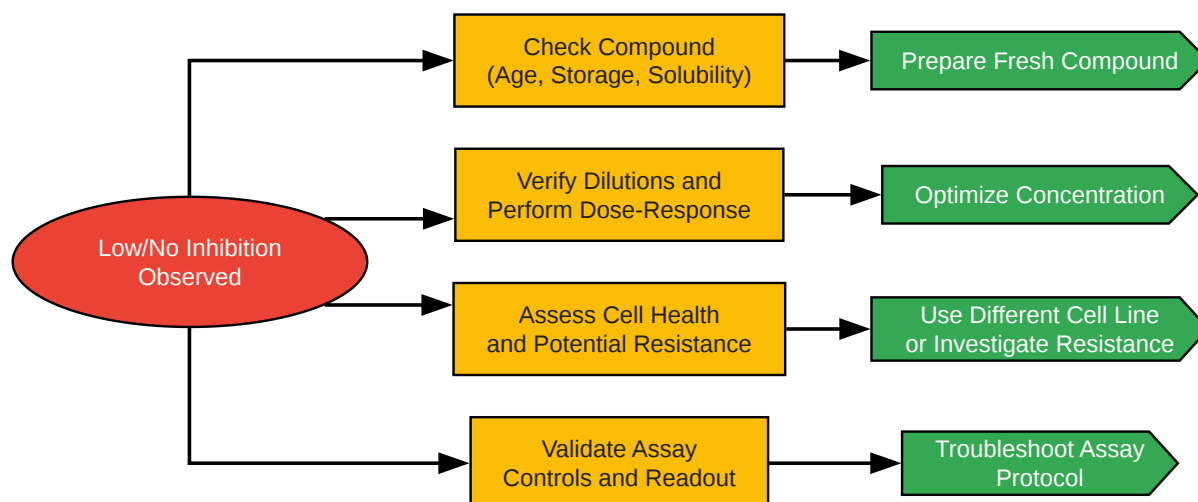 Check Compound
(Age, Storage, Solubility)
Prepare Fresh Compound
Verify Dilutions and
Perform Dose-Response
Optimize Concentration
Low/No Inhibition
Observed
Assess Cell Health
and Potential Resistance
Use Different Cell Line
or Investigate Resistance
Validate Assay
Controls and Readout
Troubleshoot Assay
Protocol